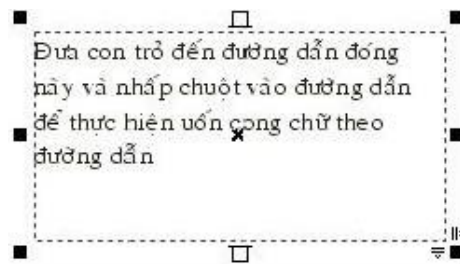 Đưa con trỏ đến đường dẫn đóng
này và nhấp chuột vào đường dẫn
để thực hiện uốn cong chữ theo
đường dẫn